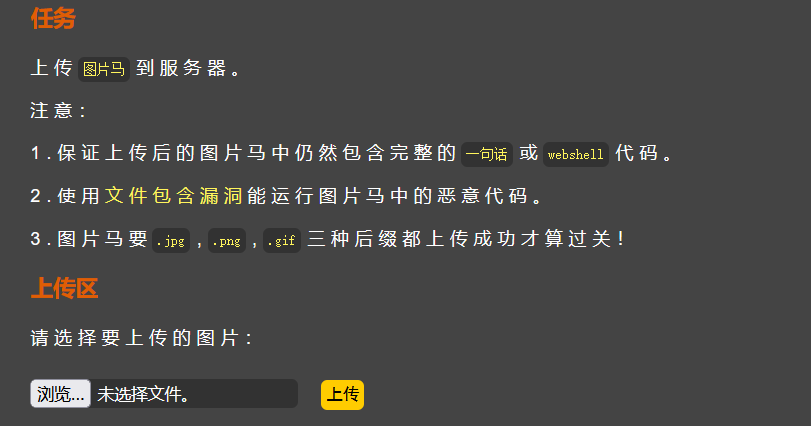 任务
上传 图片马 到服务器。
注意：
1.保证上传后的图片马中仍然包含完整的 一句话 或 webshell 代码。
2.使用文件包含漏洞能运行图片马中的恶意代码。
3.图片马要 .jpg , .png , .gif 三种后缀都上传成功才算过关！
上传区
请选择要上传的图片：
浏览... 未选择文件。 上传